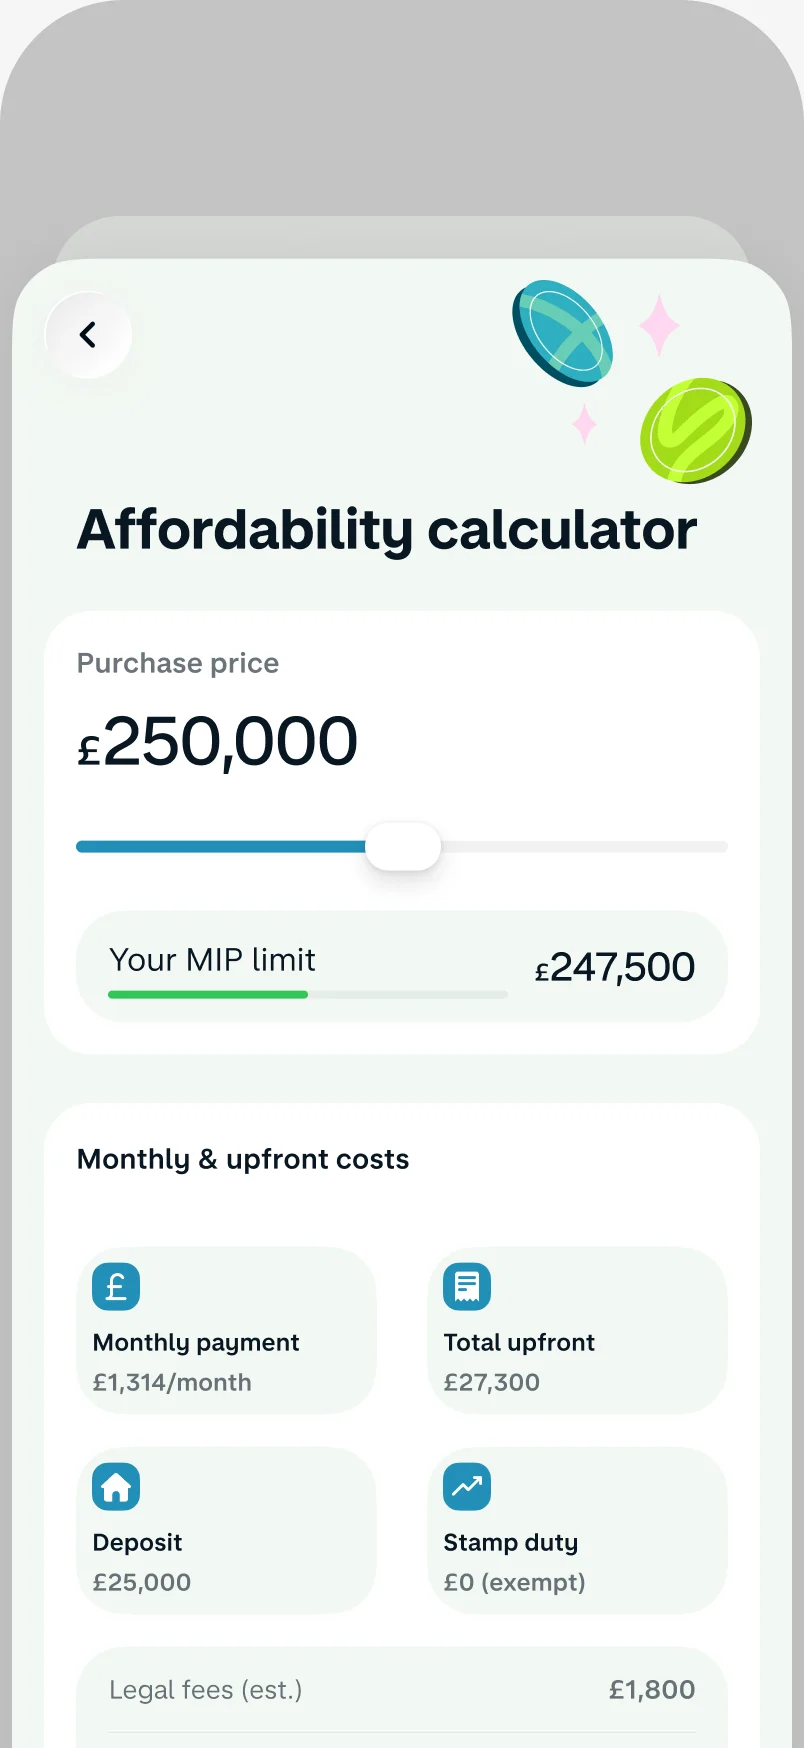 Affordability calculator
Purchase price
£250,000
Your MIP limit
£247,500
Monthly & upfront costs
Monthly payment
£1,314/month
Total upfront
£27,300
Deposit
£25,000
Stamp duty
£0 (exempt)
Legal fees (est.)
£1,800